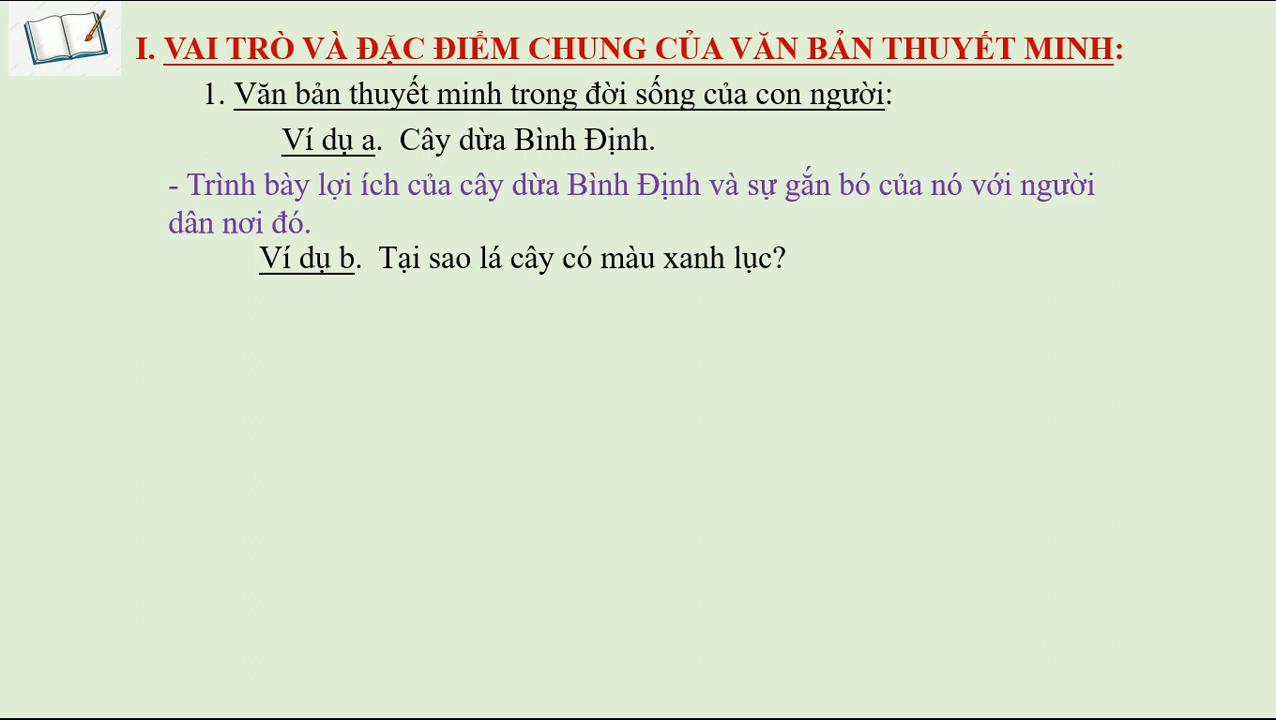 I. VAI TRÒ VÀ ĐẶC ĐIỂM CHUNG CỦA VĂN BẢN THUYẾT MINH:
1. Văn bản thuyết minh trong đời sống của con người:
Ví dụ a. Cây dừa Bình Định.
- Trình bày lợi ích của cây dừa Bình Định và sự gắn bó của nó với người
dân nơi đó.
Ví dụ b. Tại sao lá cây có màu xanh lục?